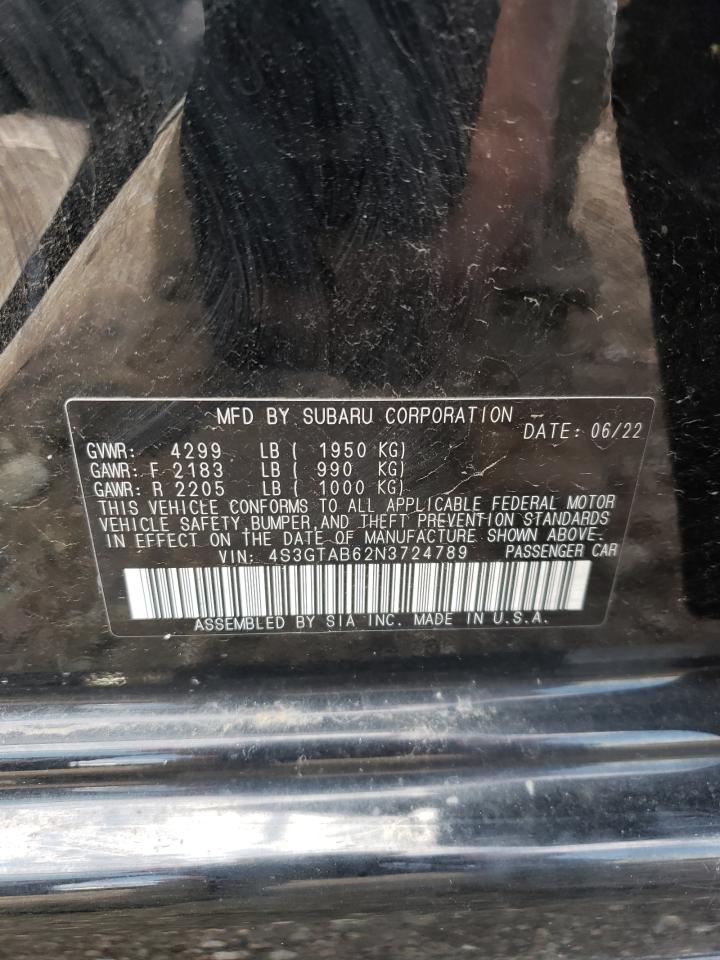 MFD BY SUBARU CORPORATION
DATE: 06/22
GVWR: 4299 LB ( 1950 KG)
GAWR: F 2183 LB ( 990 KG)
GAWR: R 2205 LB ( 1000 KG)
THIS VEHICLE CONFORMS TO ALL APPLICABLE FEDERAL MOTOR
VEHICLE SAFETY, BUMPER, AND THEFT PREVENTION STANDARDS
IN EFFECT ON THE DATE OF MANUFACTURE SHOWN ABOVE.
VIN: 4S3GTAB62N3724789 PASSENGER CAR
ASSEMBLED BY SIA INC. MADE IN U.S.A.